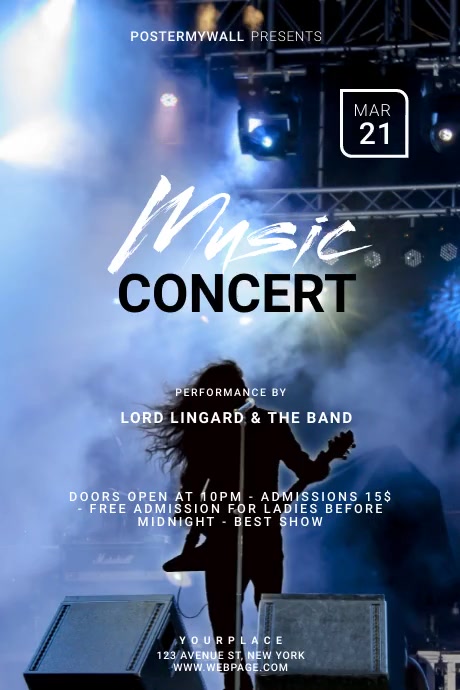 POSTERMYWALL PRESENTS
MAR
21
Music
CONCERT
PERFORMANCE BY
LORD LINGARD & THE BAND
DOORS OPEN AT 10PM - ADMISSIONS 15$
- FREE ADMISSION FOR LADIES BEFORE
MIDNIGHT - BEST SHOW
YOURPLACE
123 AVENUE ST, NEW YORK
WWW.WEBPAGE.COM